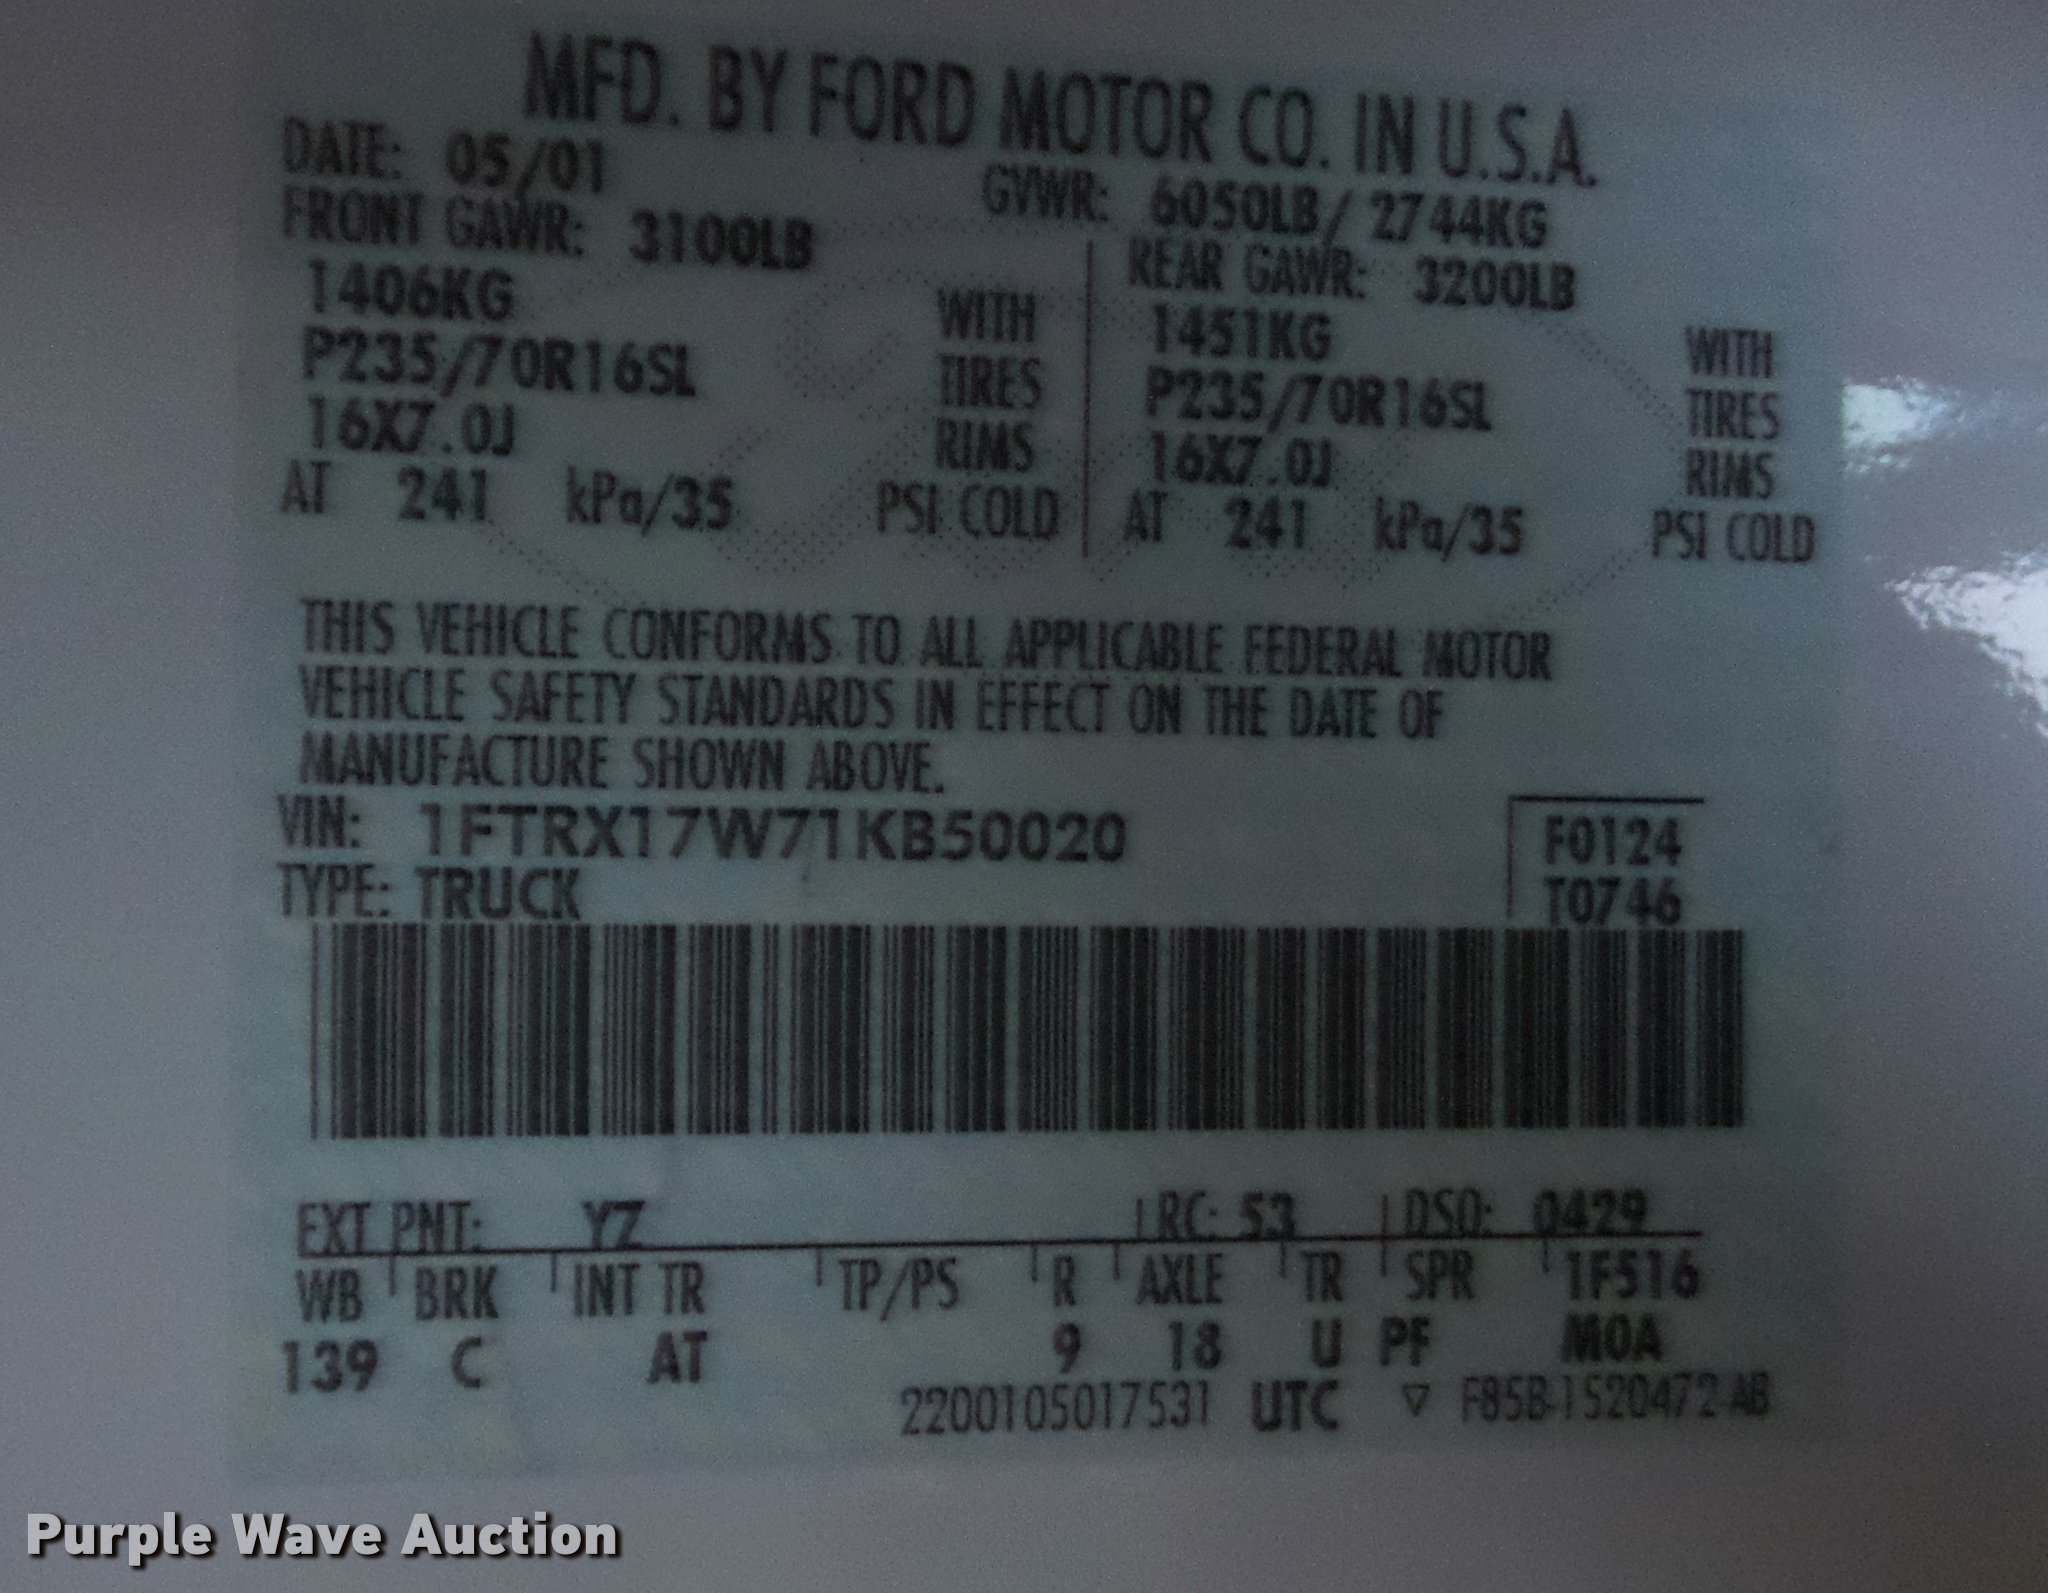 MFD. BY FORD MOTOR CO. IN U.S.A.
DATE: 05/01 GVWR: 6050LB/ 2744KG
FRONT GAWR: 3100LB REAR GAWR: 3200LB
1406KG WITH 1451KG WITH
P235/70R16SL TIRES P235/70R16SL TIRES
16X7.0J RIMS 16X7.0J RIMS
AT 241 kPa/35 PSI COLD AT 241 kPa/35 PSI COLD
THIS VEHICLE CONFORMS TO ALL APPLICABLE FEDERAL MOTOR
VEHICLE SAFETY STANDARDS IN EFFECT ON THE DATE OF
MANUFACTURE SHOWN ABOVE.
VIN: 1FTRX17W71KB50020 F0124
TYPE: TRUCK T0746
EXT PNT: YZ RC: 53 DSO: 0429
WB BRK INT TR TP/PS R AXLE TR SPR 1F516
139 C AT 9 18 U PF M0A
2200105017531 UTC ▽ F85B-1520472-AB
Purple Wave Auction